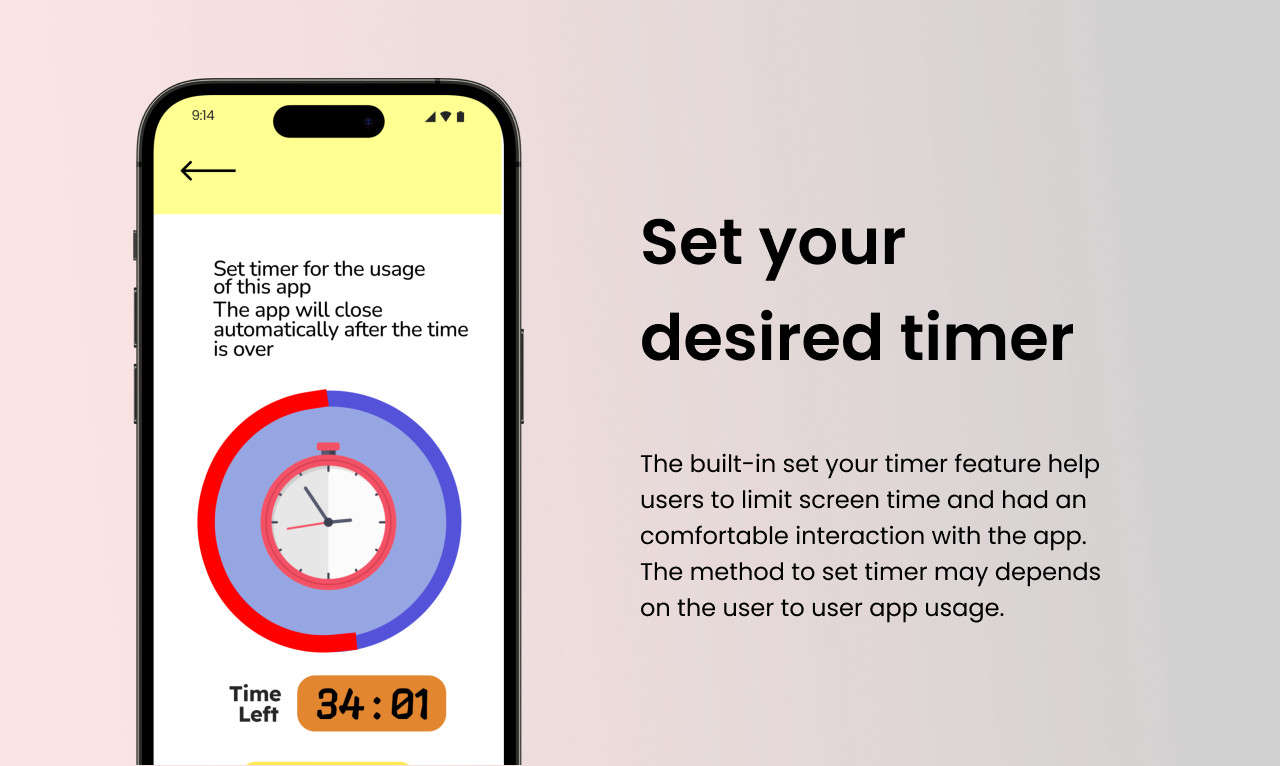 9:14
Set timer for the usage
of this app
The app will close
automatically after the time
is over
Time
Left
34:01
Set your
desired timer
The built-in set your timer feature help
users to limit screen time and had an
comfortable interaction with the app.
The method to set timer may depends
on the user to user app usage.